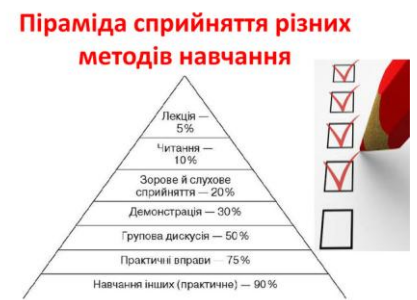 Піраміда сприйняття різних
методів навчання
Лекція —
5%
Читання —
10%
Зорове й слухове
сприйняття — 20%
Демонстрація — 30%
Групова дискусія — 50%
Практичні вправи — 75%
Навчання інших (практичне) — 90%